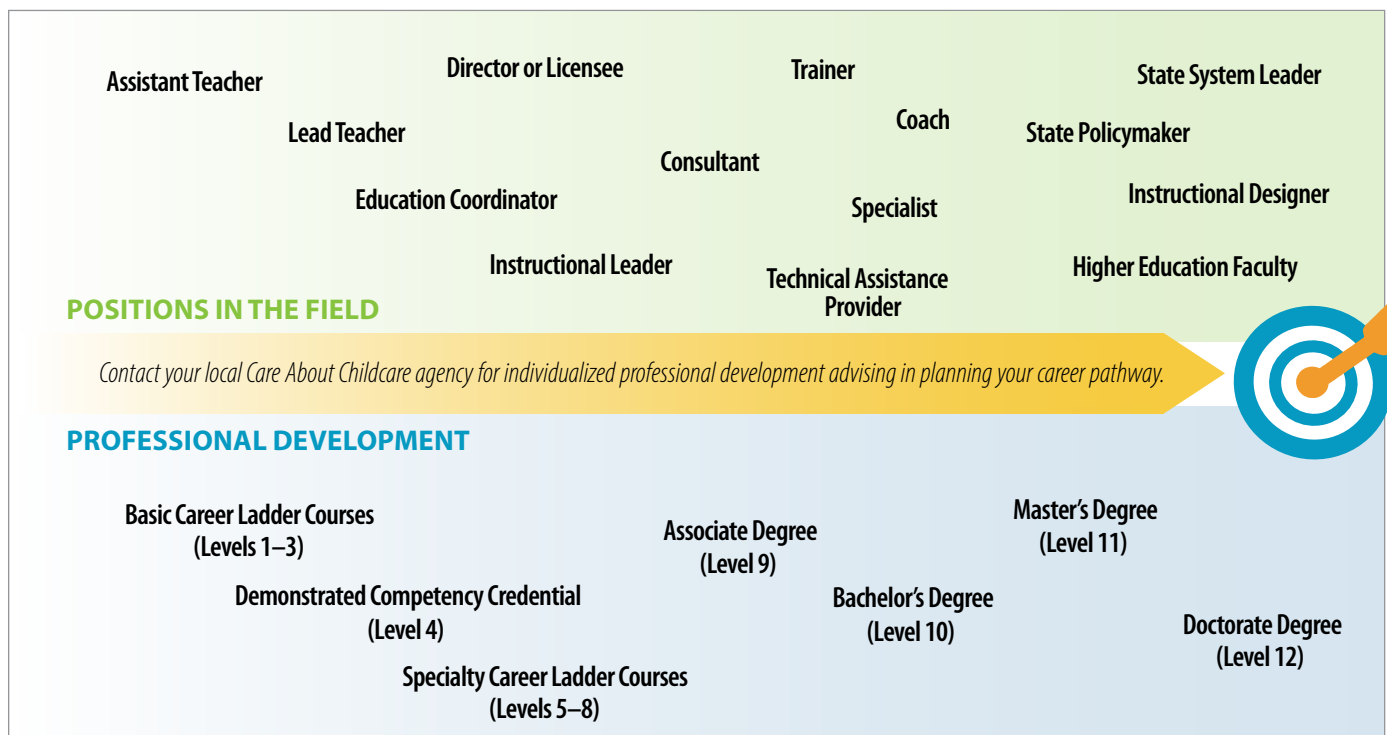 Assistant Teacher
Director or Licensee
Trainer
State System Leader
Lead Teacher
Coach
State Policymaker
Consultant
Education Coordinator
Specialist
Instructional Designer
Instructional Leader
Technical Assistance
Provider
Higher Education Faculty
POSITIONS IN THE FIELD
Contact your local Care About Childcare agency for individualized professional development advising in planning your career pathway.
PROFESSIONAL DEVELOPMENT
Basic Career Ladder Courses
(Levels 1–3)
Demonstrated Competency Credential
(Level 4)
Specialty Career Ladder Courses
(Levels 5–8)
Associate Degree
(Level 9)
Bachelor's Degree
(Level 10)
Master's Degree
(Level 11)
Doctorate Degree
(Level 12)